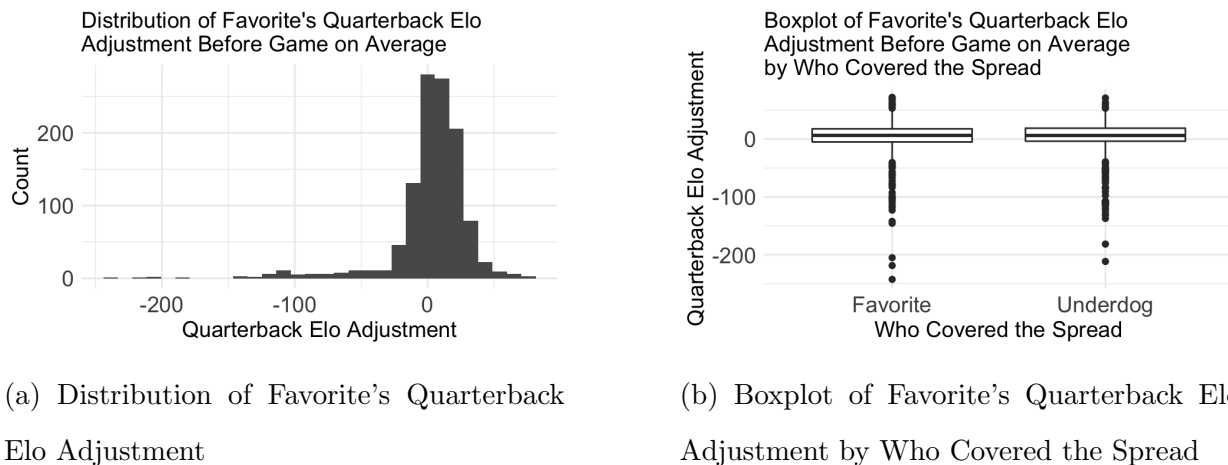 Distribution of Favorite's Quarterback Elo
Adjustment Before Game on Average
Count
200
100
0
-200 -100 0
Quarterback Elo Adjustment
(a) Distribution of Favorite's Quarterback
Elo Adjustment
Boxplot of Favorite's Quarterback Elo
Adjustment Before Game on Average
by Who Covered the Spread
Quarterback Elo Adjustment
0
-100
-200
Favorite Underdog
Who Covered the Spread
(b) Boxplot of Favorite's Quarterback El
Adjustment by Who Covered the Spread